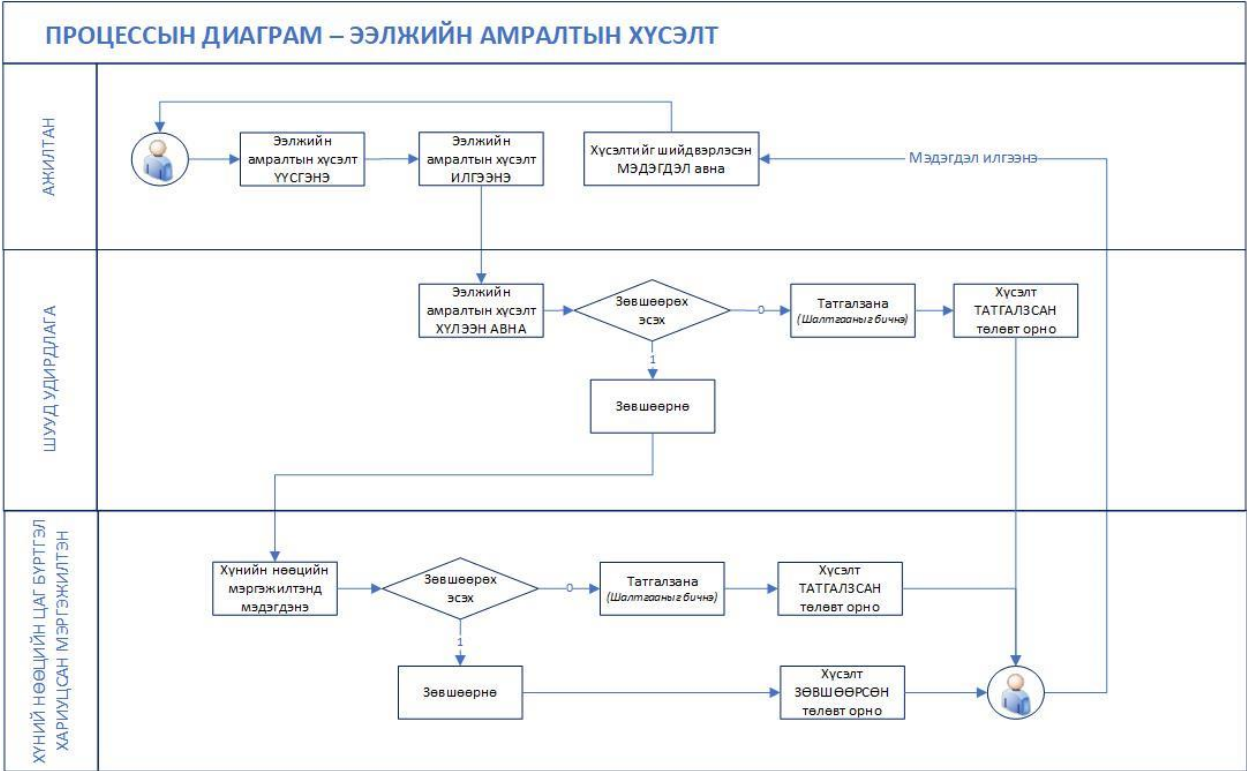 ПРОЦЕССЫН ДИАГРАМ – ЭЭЛЖИЙН АМРАЛТЫН ХҮСЭЛТ
АЖИЛТАН
Ээлжийн
амралтын хүсэлт
ҮҮСГЭНЭ
Ээлжийн
амралтын хүсэлт
ИЛГЭЭНЭ
Хүсэлтийг шийдвэрлэсэн
МЭДЭГДЭЛ авна
Мэдэгдэл илгээнэ
ШУУД УДИРДЛАГА
Ээлжийн
амралтын хүсэлт
ХҮЛЭЭН АВНА
Зөвшөөрөх
эсэх
0
Татгалзана
(Шалтгааныг бичнэ)
Хүсэлт
ТАТГАЛЗСАН
төлөвт орно
1
Зөвшөөрнө
ХҮНИЙ НӨӨЦИЙН ЦАГ БҮРТГЭЛ
ХАРИУЦСАН МЭРГЭЖИЛТЭН
Хүнийн нөөцийн
мэргэжилтэнд
мэдэгдэнэ
Зөвшөөрөх
эсэх
0
Татгалзана
(Шалтгааныг бичнэ)
Хүсэлт
ТАТГАЛЗСАН
төлөвт орно
1
Зөвшөөрнө
Хүсэлт
ЗӨВШӨӨРСӨН
төлөвт орно